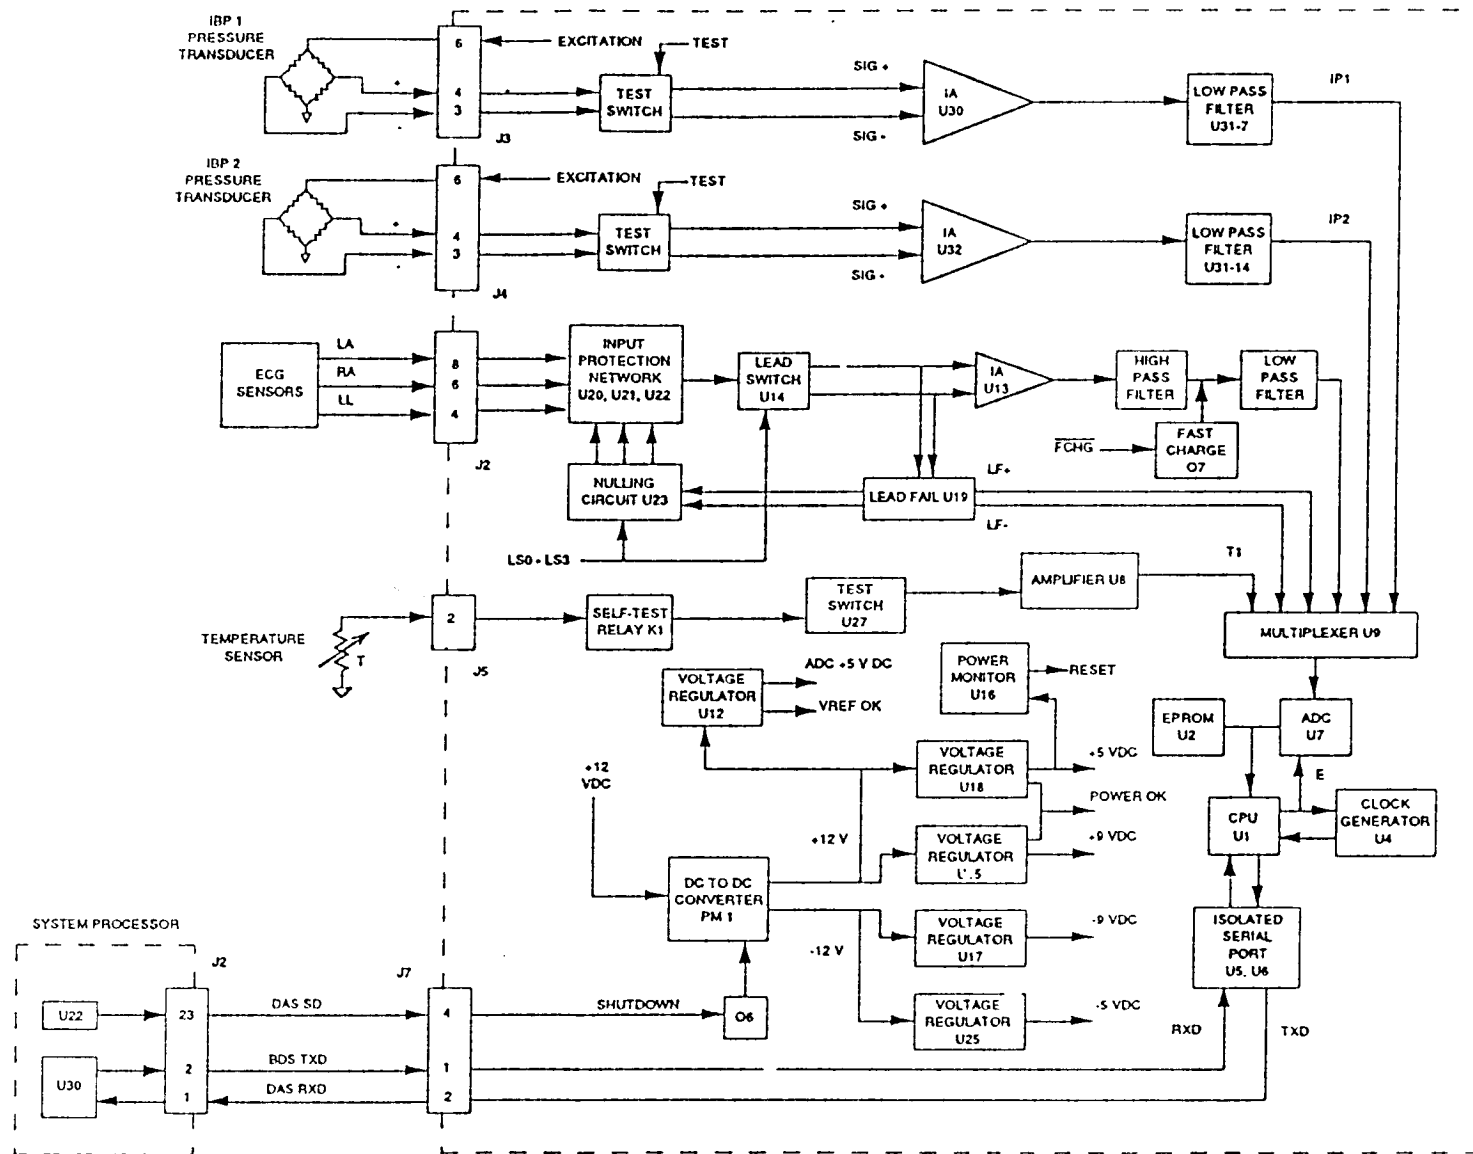 IBP 1
PRESSURE
TRANSDUCER
6
4
3
+
-
J3
EXCITATION
TEST
TEST
SWITCH
SIG +
SIG -
IA
U30
LOW PASS
FILTER
U31-7
IP1
IBP 2
PRESSURE
TRANSDUCER
6
4
3
+
-
J4
EXCITATION
TEST
TEST
SWITCH
SIG +
SIG -
IA
U32
LOW PASS
FILTER
U31-14
IP2
ECG
SENSORS
LA
RA
LL
8
6
4
J2
INPUT
PROTECTION
NETWORK
U20, U21, U22
LEAD
SWITCH
U14
IA
U13
HIGH
PASS
FILTER
LOW
PASS
FILTER
FCHG
FAST
CHARGE
Q7
NULLING
CIRCUIT U23
LEAD FAIL U19
LF+
LF-
LS0 - LS3
T1
TEMPERATURE
SENSOR
T
2
J5
SELF-TEST
RELAY K1
TEST
SWITCH
U27
AMPLIFIER U8
MULTIPLEXER U9
VOLTAGE
REGULATOR
U12
ADC +5 V DC
VREF OK
POWER
MONITOR
U16
RESET
EPROM
U2
ADC
U7
E
+12
VDC
VOLTAGE
REGULATOR
U18
+5 VDC
POWER OK
CPU
U1
CLOCK
GENERATOR
U4
+12 V
VOLTAGE
REGULATOR
+9 VDC
DC TO DC
CONVERTER
PM 1
-12 V
VOLTAGE
REGULATOR
U17
-9 VDC
ISOLATED
SERIAL
PORT
U5, U6
SYSTEM PROCESSOR
J2
J7
U22
23
DAS SD
4
SHUTDOWN
Q6
VOLTAGE
REGULATOR
U25
-5 VDC
RXD
TXD
U30
2
BDS TXD
1
1
DAS RXD
2